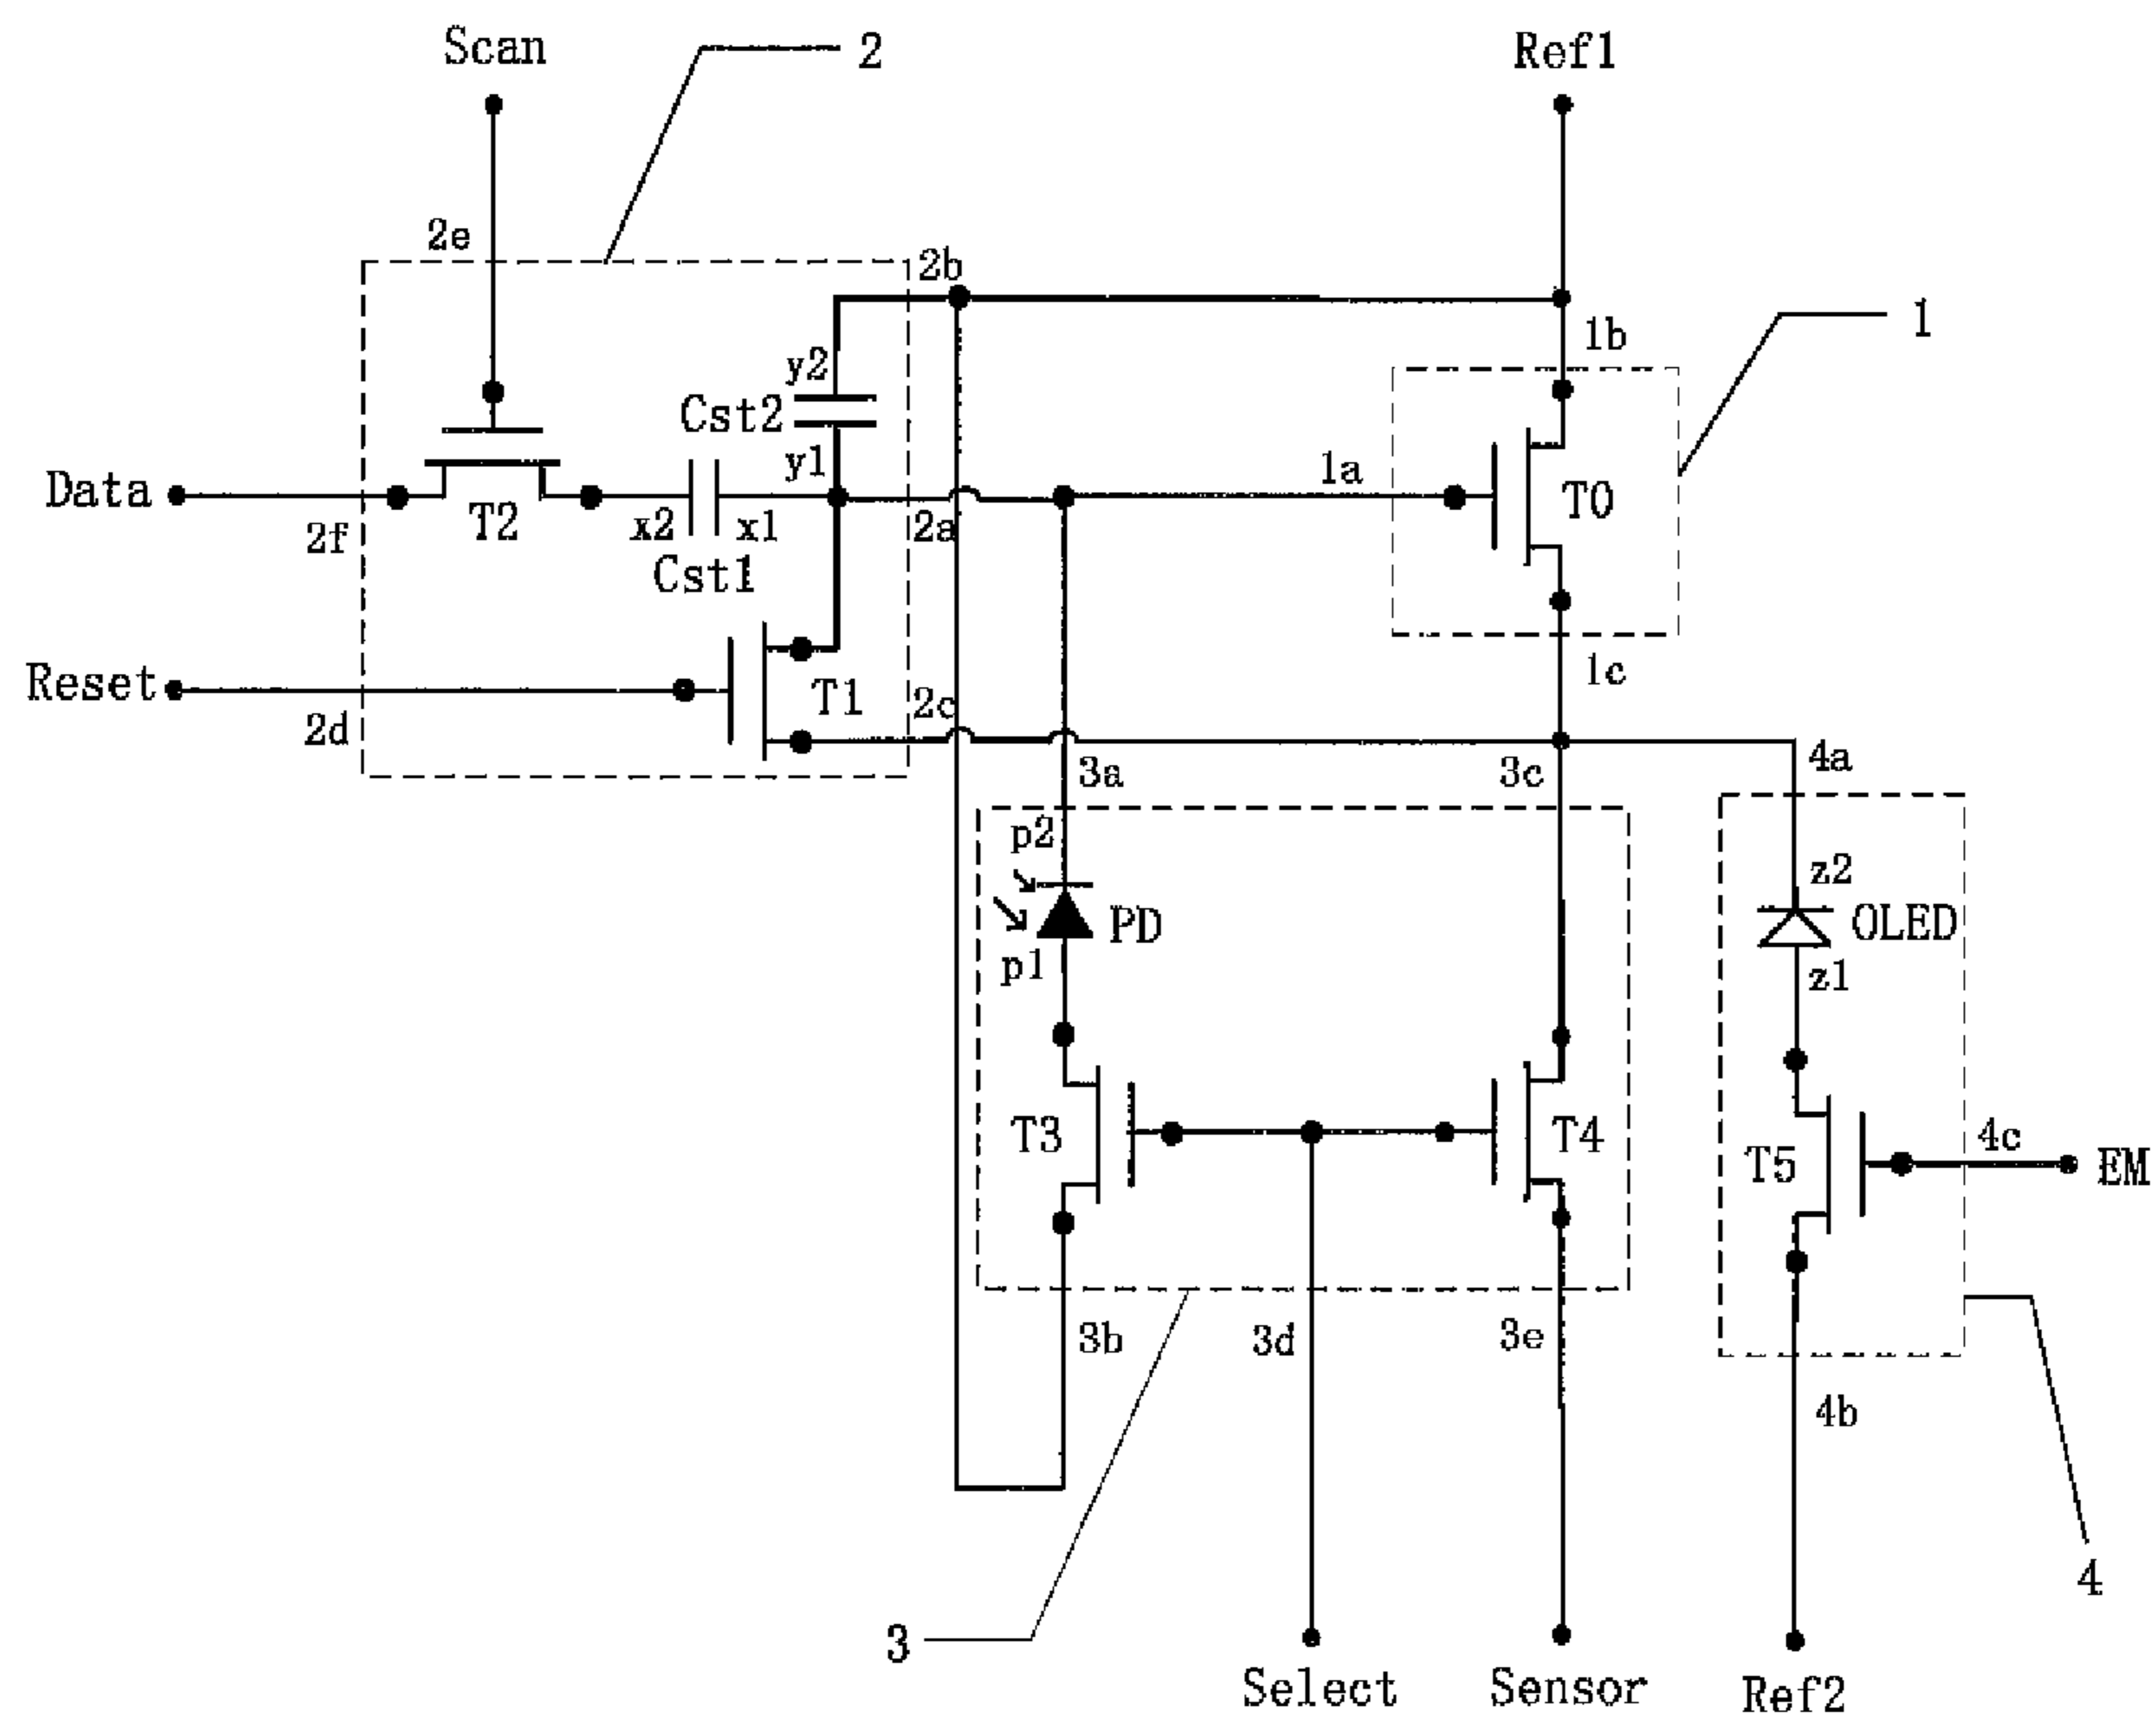 Scan
2
Ref1
2e
2b
1b
1
y2
Cst2
y1
1a
Data
T2
x2
x1
2a
T0
2f
Cst1
1c
Reset
T1
2c
2d
3a
3c
4a
p2
z2
PD
OLED
p1
z1
T3
T4
4c
T5
EM
3b
3d
3e
4b
4
3
Select
Sensor
Ref2